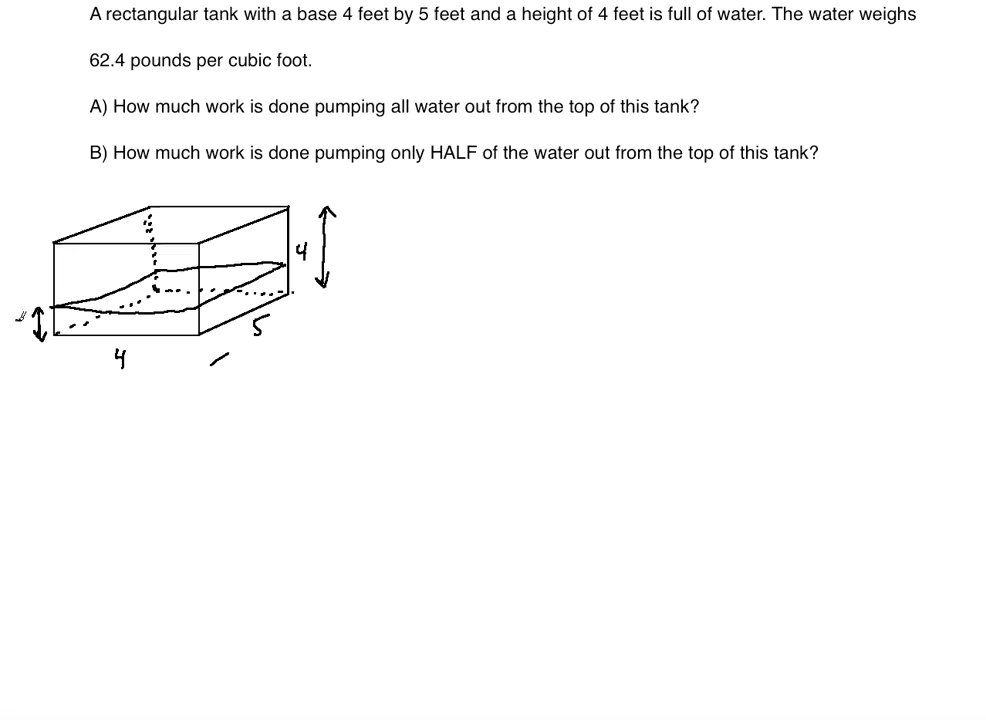 A rectangular tank with a base 4 feet by 5 feet and a height of 4 feet is full of water. The water weighs
62.4 pounds per cubic foot.
A) How much work is done pumping all water out from the top of this tank?
B) How much work is done pumping only HALF of the water out from the top of this tank?
4
5
4